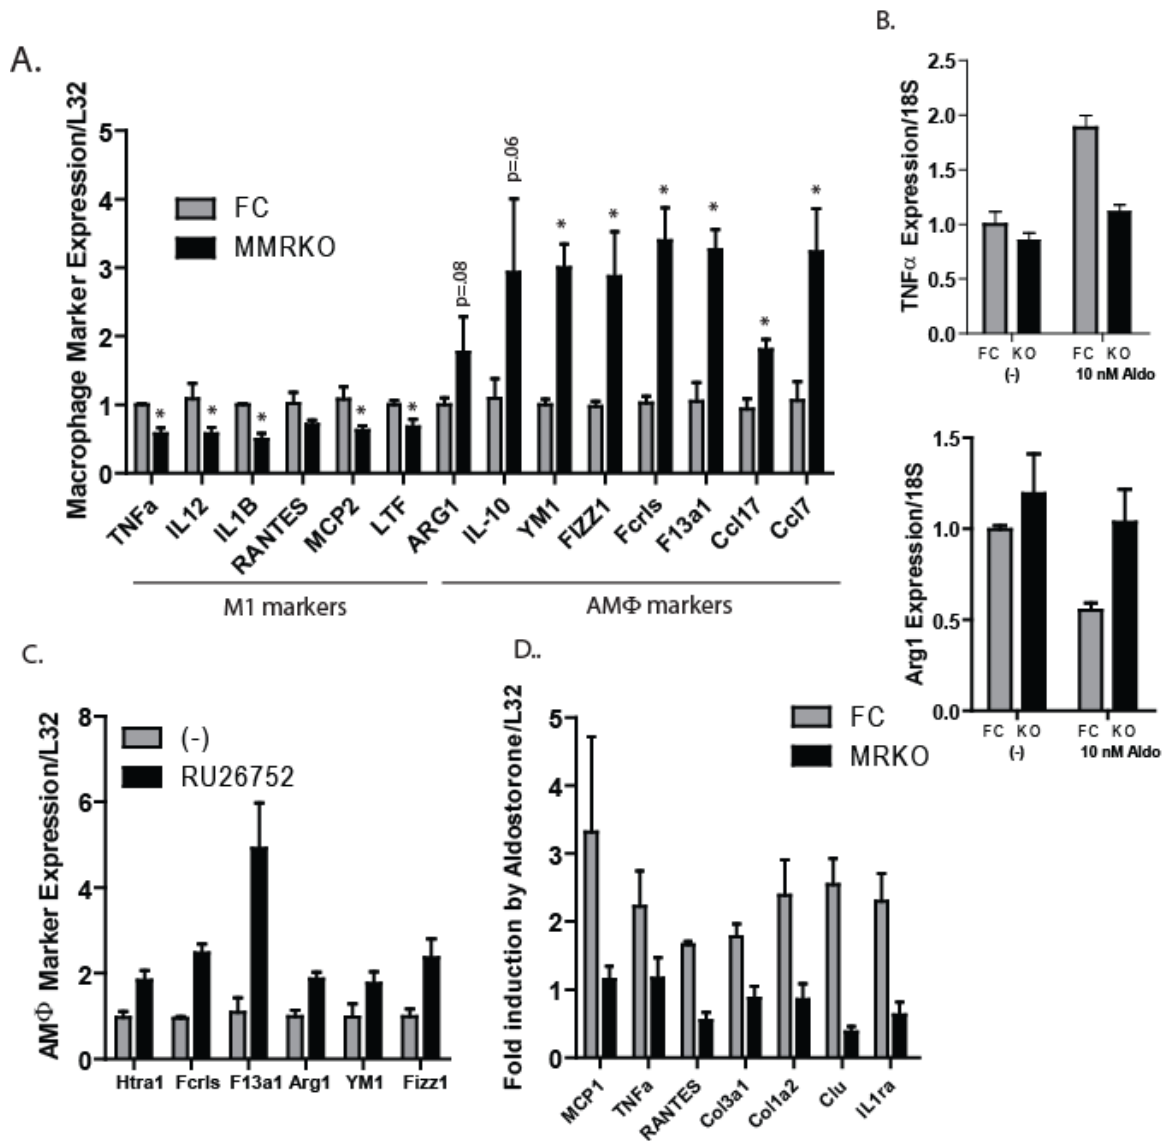 A.
Macrophage Marker Expression/L32
5
4
3
2
1
0
FC
MMRKO
*
*
*
*
*
p=.08
p=.06
*
*
*
*
*
*
TNFa
IL12
IL1B
RANTES
MCP2
LTF
ARG1
IL-10
YM1
FIZZ1
Fcrls
F13a1
Ccl17
Ccl7
M1 markers
AMΦ markers
B.
TNFα Expression/18S
2.5
2.0
1.5
1.0
0.5
0.0
FC KO FC KO
(-) 10 nM Aldo
Arg1 Expression/18S
1.5
1.0
0.5
0.0
FC KO FC KO
(-) 10 nM Aldo
C.
AMΦ Marker Expression/L32
8
6
4
2
0
(-)
RU26752
Htra1 Fcrls F13a1 Arg1 YM1 Fizz1
D..
Fold induction by Aldostorone/L32
5
4
3
2
1
0
FC
MRKO
MCP1
TNFa
RANTES
Col3a1
Col1a2
Clu
IL1ra